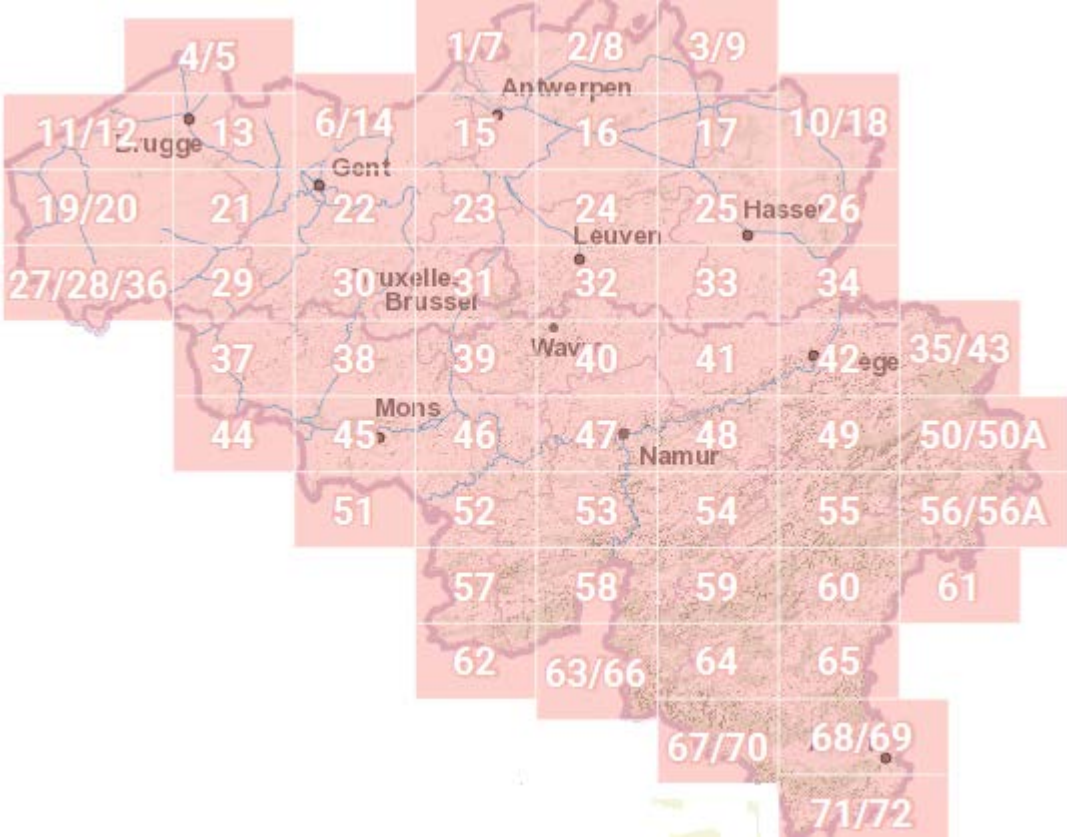 1/7 2/8 3/9
4/5
Antwerpen
11/12 13 6/14 15 16 17 10/18
Brugge
Gent
19/20 21 22 23 24 25 Hasse 26
Leuven
27/28/36 29 30 31 32 33 34
ruxelle
Brussel
37 38 39 Wav 40 41 42 ège 35/43
Mons
44 45 46 47 48 49 50/50A
Namur
51 52 53 54 55 56/56A
57 58 59 60 61
62 63/66 64 65
67/70 68/69
71/72